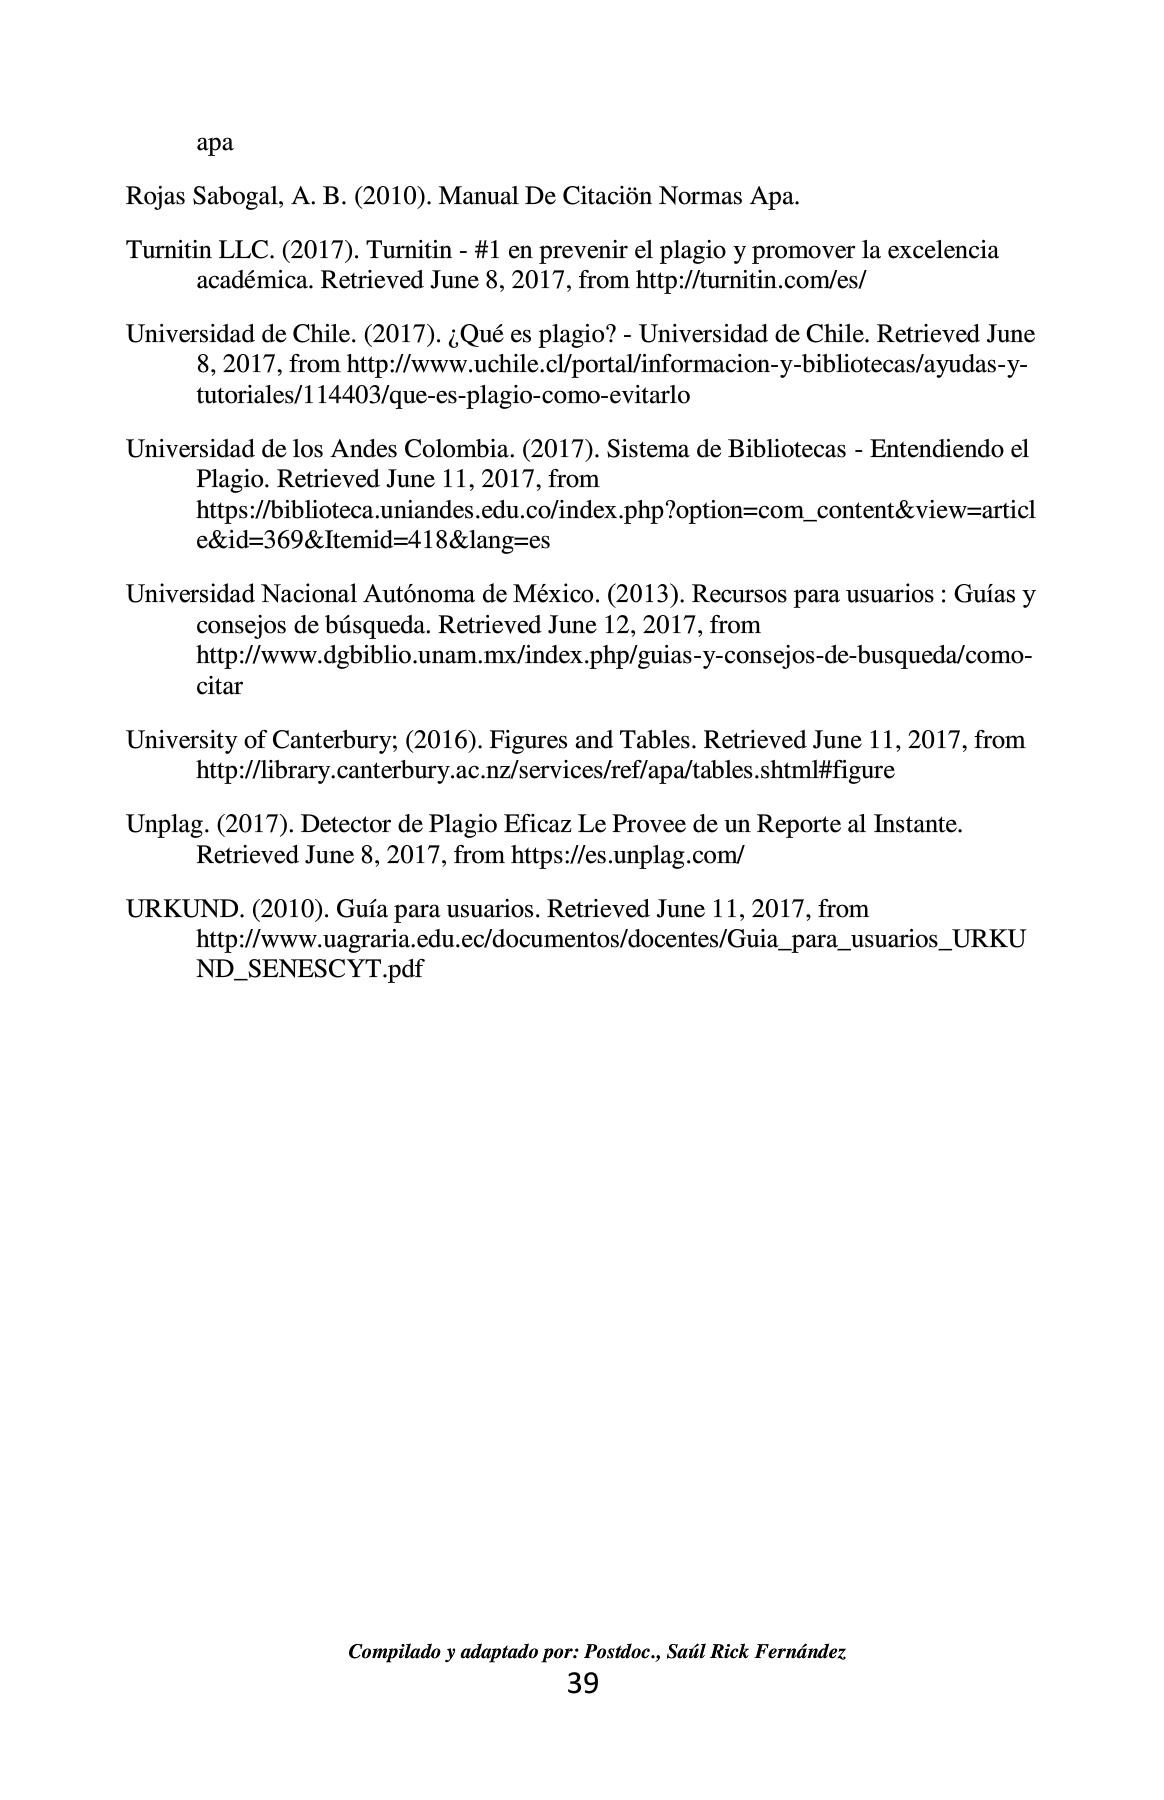 apa
Rojas Sabogal, A. B. (2010). Manual De Citaciön Normas Apa.
Turnitin LLC. (2017). Turnitin - #1 en prevenir el plagio y promover la excelencia
académica. Retrieved June 8, 2017, from http://turnitin.com/es/
Universidad de Chile. (2017). ¿Qué es plagio? - Universidad de Chile. Retrieved June
8, 2017, from http://www.uchile.cl/portal/informacion-y-bibliotecas/ayudas-y-
tutoriales/114403/que-es-plagio-como-evitarlo
Universidad de los Andes Colombia. (2017). Sistema de Bibliotecas - Entendiendo el
Plagio. Retrieved June 11, 2017, from
https://biblioteca.uniandes.edu.co/index.php?option=com_content&view=articl
e&id=369&Itemid=418&lang=es
Universidad Nacional Autónoma de México. (2013). Recursos para usuarios : Guías y
consejos de búsqueda. Retrieved June 12, 2017, from
http://www.dgbiblio.unam.mx/index.php/guias-y-consejos-de-busqueda/como-
citar
University of Canterbury; (2016). Figures and Tables. Retrieved June 11, 2017, from
http://library.canterbury.ac.nz/services/ref/apa/tables.shtml#figure
Unplag. (2017). Detector de Plagio Eficaz Le Provee de un Reporte al Instante.
Retrieved June 8, 2017, from https://es.unplag.com/
URKUND. (2010). Guía para usuarios. Retrieved June 11, 2017, from
http://www.uagraria.edu.ec/documentos/docentes/Guia_para_usuarios_URKU
ND_SENESCYT.pdf
Compilado y adaptado por: Postdoc., Saúl Rick Fernández
39